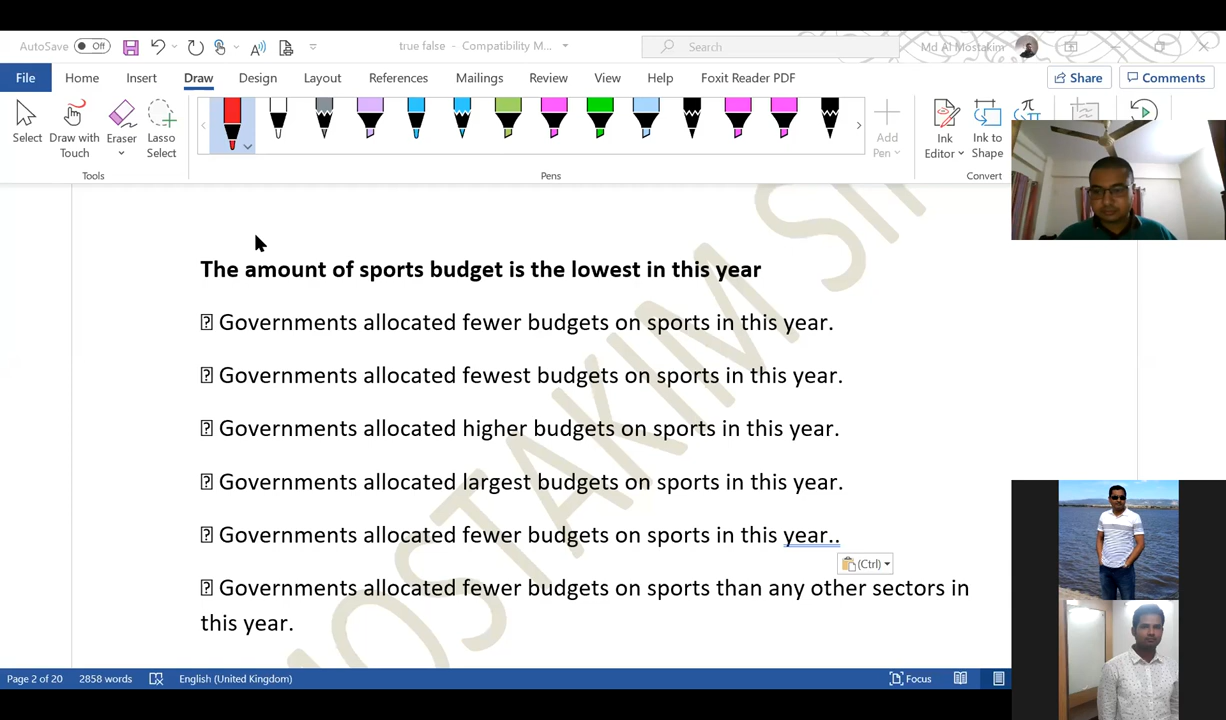 AutoSave Off true false - Compatibility M... Search Md Al Mostakim
File Home Insert Draw Design Layout References Mailings Review View Help Foxit Reader PDF Share Comments
Select Draw with Touch Eraser Lasso Select Add Pen Ink Editor Ink to Shape
Tools Pens Convert
The amount of sports budget is the lowest in this year
Governments allocated fewer budgets on sports in this year.
Governments allocated fewest budgets on sports in this year.
Governments allocated higher budgets on sports in this year.
Governments allocated largest budgets on sports in this year.
Governments allocated fewer budgets on sports in this year..
(Ctrl)
Governments allocated fewer budgets on sports than any other sectors in
this year.
MOSTAKIM SIR
Page 2 of 20 2858 words English (United Kingdom) Focus